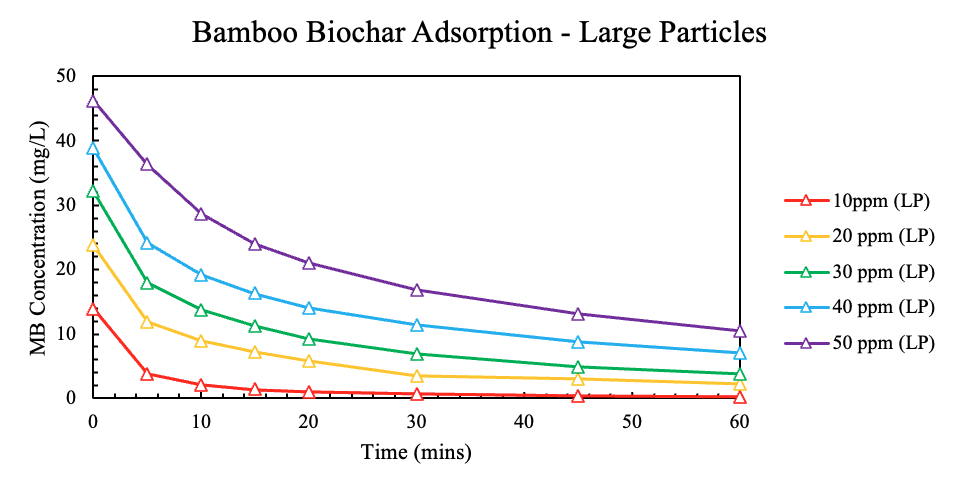 Bamboo Biochar Adsorption - Large Particles
50
40
30
20
10
0
MB Concentration (mg/L)
0 10 20 30 40 50 60
Time (mins)
10ppm (LP)
20 ppm (LP)
30 ppm (LP)
40 ppm (LP)
50 ppm (LP)